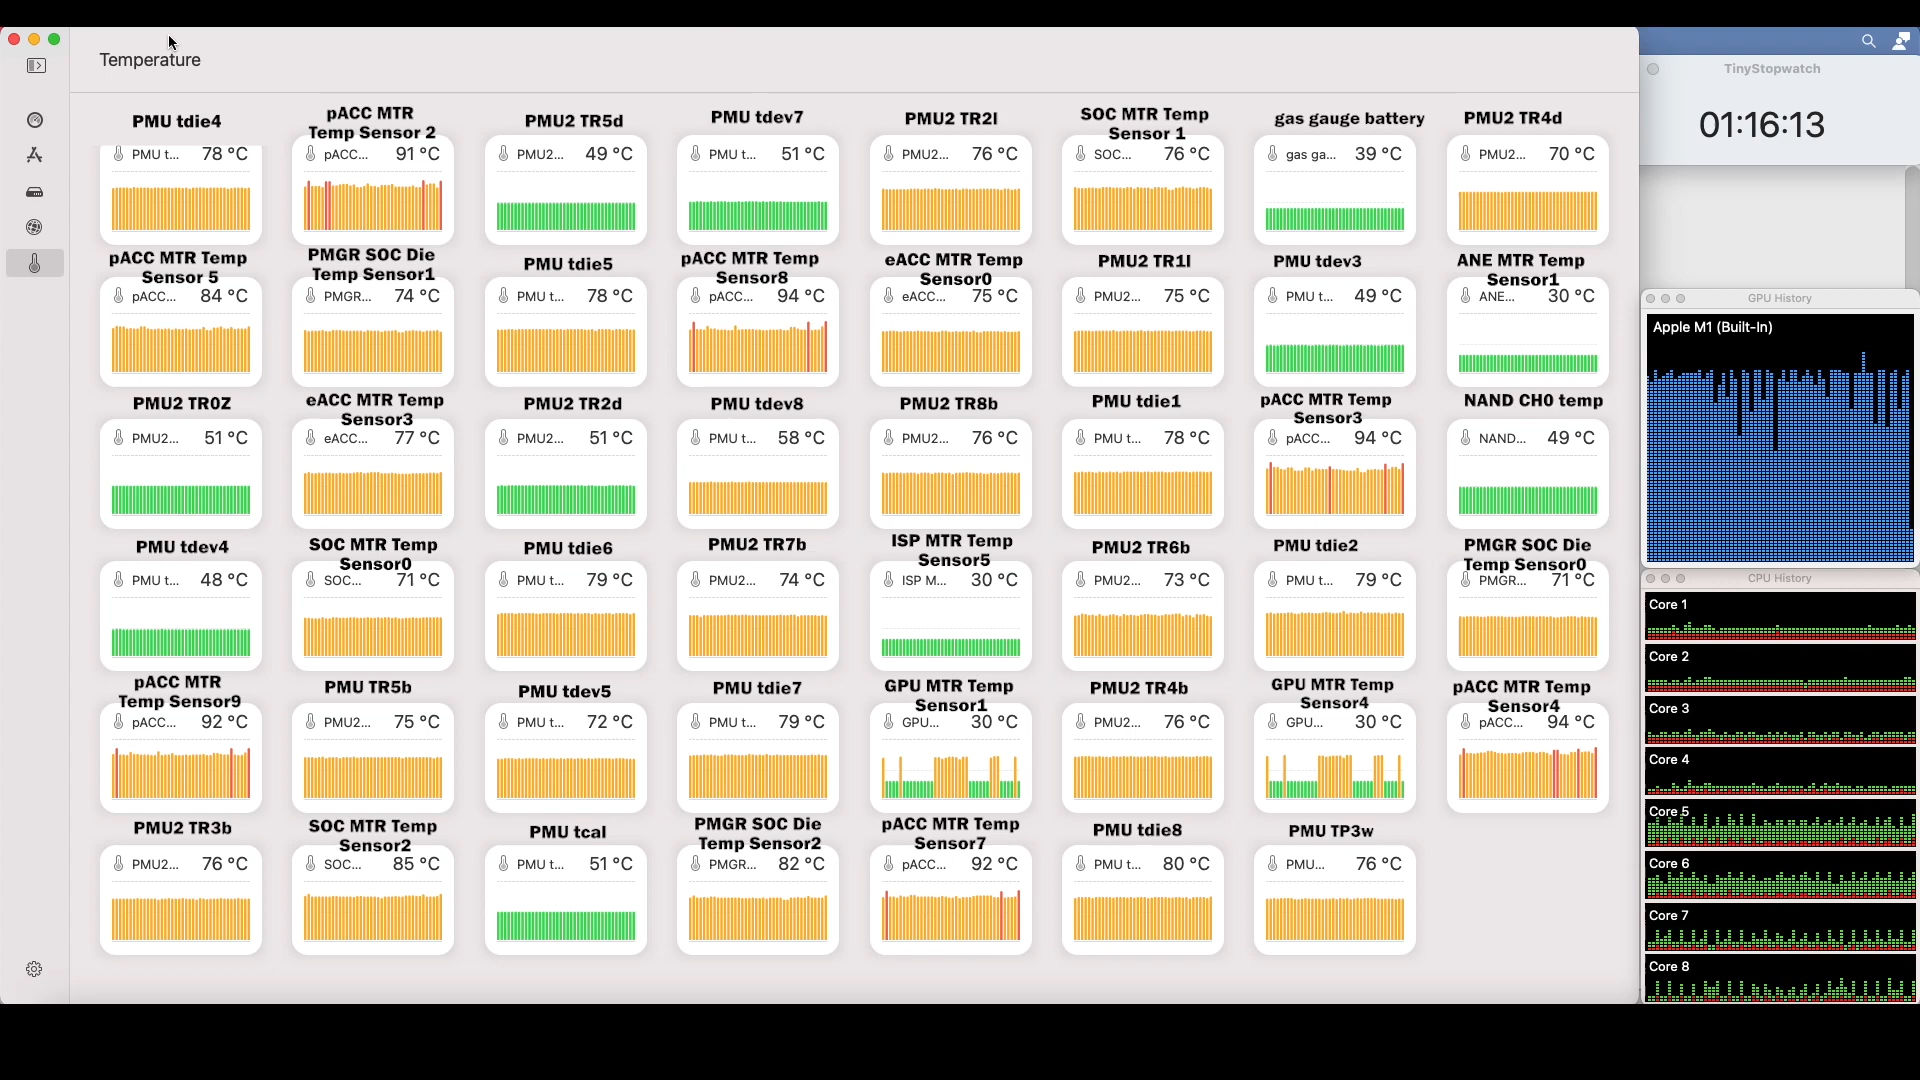 Temperature
TinyStopwatch
01:16:13
PMU tdie4
pACC MTR
Temp Sensor 2
PMU2 TR5d
PMU tdev7
PMU2 TR2l
SOC MTR Temp
Sensor 1
gas gauge battery
PMU2 TR4d
PMU t... 78 °C
pACC... 91 °C
PMU2... 49 °C
PMU t... 51 °C
PMU2... 76 °C
SOC... 76 °C
gas ga... 39 °C
PMU2... 70 °C
pACC MTR Temp
Sensor 5
PMGR SOC Die
Temp Sensor1
PMU tdie5
pACC MTR Temp
Sensor8
eACC MTR Temp
Sensor0
PMU2 TR1l
PMU tdev3
ANE MTR Temp
Sensor1
pACC... 84 °C
PMGR... 74 °C
PMU t... 78 °C
pACC... 94 °C
eACC... 75 °C
PMU2... 75 °C
PMU t... 49 °C
ANE... 30 °C
PMU2 TR0Z
eACC MTR Temp
Sensor3
PMU2 TR2d
PMU tdev8
PMU2 TR8b
PMU tdie1
pACC MTR Temp
Sensor3
NAND CH0 temp
PMU2... 51 °C
eACC... 77 °C
PMU2... 51 °C
PMU t... 58 °C
PMU2... 76 °C
PMU t... 78 °C
pACC... 94 °C
NAND... 49 °C
PMU tdev4
SOC MTR Temp
Sensor0
PMU tdie6
PMU2 TR7b
ISP MTR Temp
Sensor5
PMU2 TR6b
PMU tdie2
PMGR SOC Die
Temp Sensor0
PMU t... 48 °C
SOC... 71 °C
PMU t... 79 °C
PMU2... 74 °C
ISP M... 30 °C
PMU2... 73 °C
PMU t... 79 °C
PMGR... 71 °C
pACC MTR
Temp Sensor9
PMU TR5b
PMU tdev5
PMU tdie7
GPU MTR Temp
Sensor1
PMU2 TR4b
GPU MTR Temp
Sensor4
pACC MTR Temp
Sensor4
pACC... 92 °C
PMU2... 75 °C
PMU t... 72 °C
PMU t... 79 °C
GPU... 30 °C
PMU2... 76 °C
GPU... 30 °C
pACC... 94 °C
PMU2 TR3b
SOC MTR Temp
Sensor2
PMU tcal
PMGR SOC Die
Temp Sensor2
pACC MTR Temp
Sensor7
PMU tdie8
PMU TP3w
PMU2... 76 °C
SOC... 85 °C
PMU t... 51 °C
PMGR... 82 °C
pACC... 92 °C
PMU t... 80 °C
PMU... 76 °C
GPU History
Apple M1 (Built-In)
CPU History
Core 1
Core 2
Core 3
Core 4
Core 5
Core 6
Core 7
Core 8